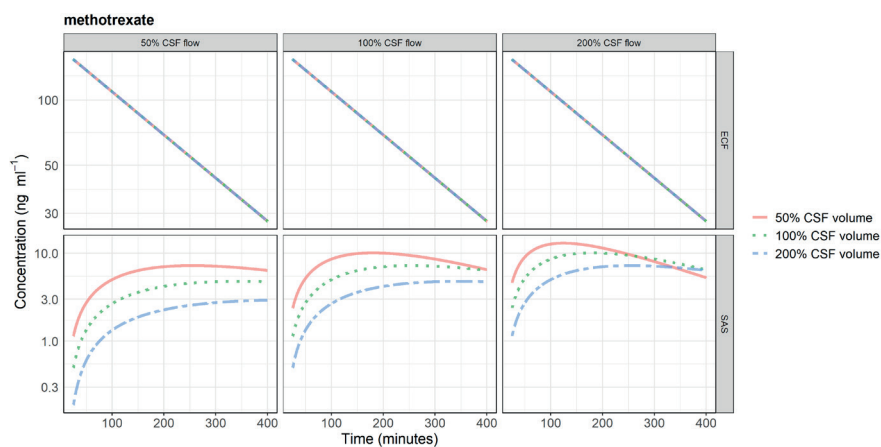 methotrexate
50% CSF flow 100% CSF flow 200% CSF flow
100
50
30
ECF
Concentration (ng ml⁻¹)
50% CSF volume
100% CSF volume
200% CSF volume
10.0
3.0
1.0
0.3
SAS
100 200 300 400 100 200 300 400 100 200 300 400
Time (minutes)